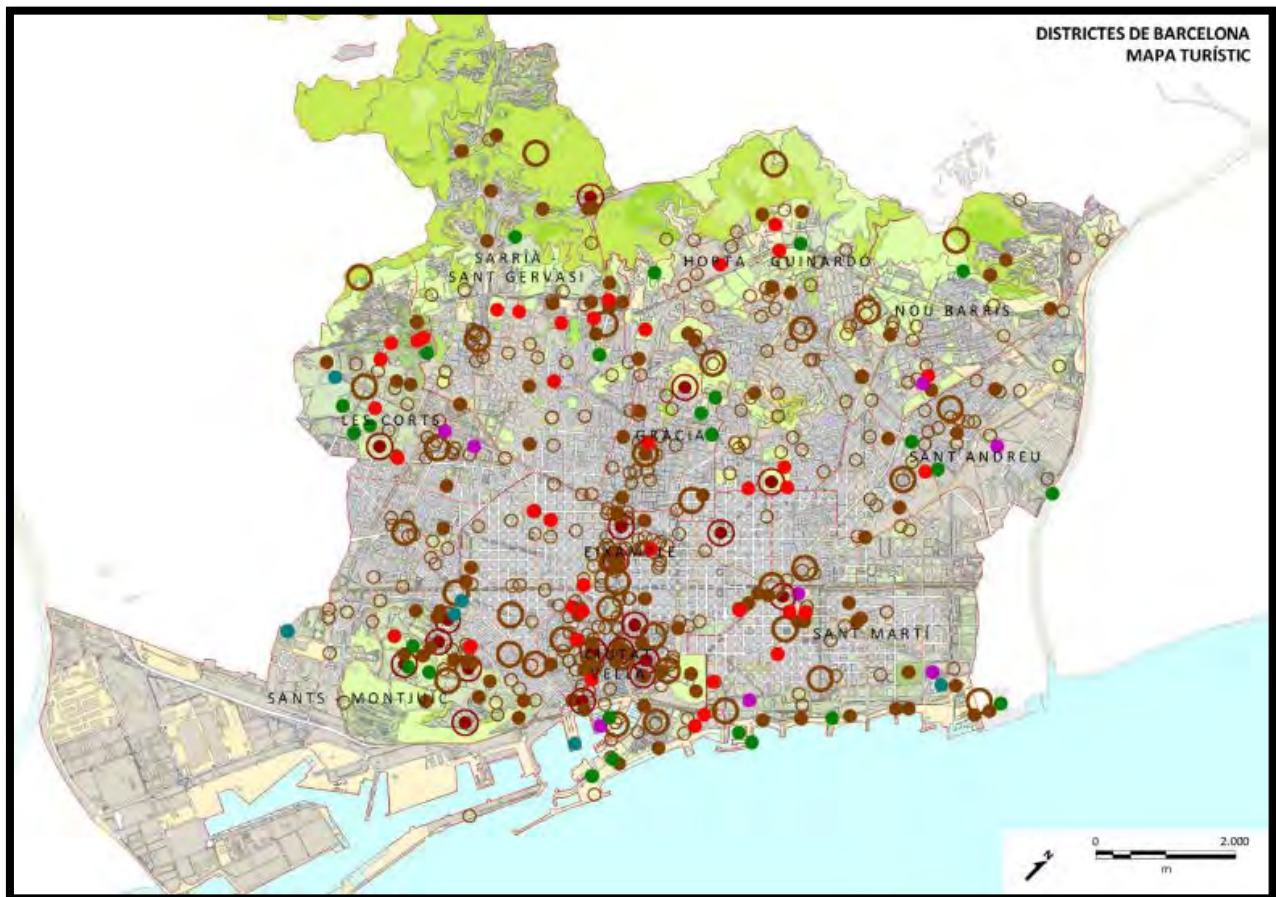 DISTRICTES DE BARCELONA
MAPA TURÍSTIC
SARRIÀ -
SANT GERVASI
HORTA - GUINARDÓ
NOU BARRIS
LES CORTS
GRÀCIA
SANT ANDREU
EIXAMPLE
SANT MARTÍ
CIUTAT
VELLA
SANTS - MONTJUÏC
0
2.000
m
N